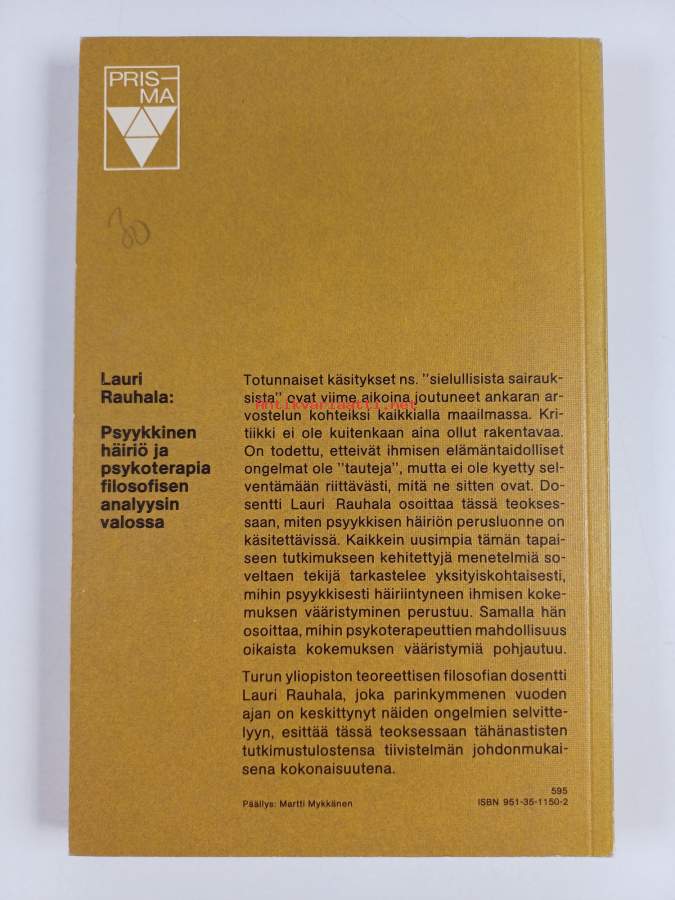 PRIS-
MA
30
Lauri
Rauhala:
Psyykkinen
häiriö ja
psykoterapia
filosofisen
analyysin
valossa
Totunnaiset käsitykset ns. "sielullisista sairauk-
sista" ovat viime aikoina joutuneet ankaran ar-
Antikvariaatti.net
vostelun kohteiksi kaikkialla maailmassa. Kri-
tiikki ei ole kuitenkaan aina ollut rakentavaa.
On todettu, etteivät ihmisen elämäntaidolliset
ongelmat ole "tauteja", mutta ei ole kyetty sel-
ventämään riittävästi, mitä ne sitten ovat. Do-
sentti Lauri Rauhala osoittaa tässä teokses-
saan, miten psyykkisen häiriön perusluonne on
käsitettävissä. Kaikkein uusimpia tämän tapai-
seen tutkimukseen kehitettyjä menetelmiä so-
veltaen tekijä tarkastelee yksityiskohtaisesti,
mihin psyykkisesti häiriintyneen ihmisen koke-
muksen vääristyminen perustuu. Samalla hän
osoittaa, mihin psykoterapeuttien mahdollisuus
oikaista kokemuksen vääristymiä pohjautuu.
Turun yliopiston teoreettisen filosofian dosentti
Lauri Rauhala, joka parinkymmenen vuoden
ajan on keskittynyt näiden ongelmien selvitte-
lyyn, esittää tässä teoksessaan tähänastisten
tutkimustulostensa tiivistelmän johdonmukai-
sena kokonaisuutena.
595
Päällys: Martti Mykkänen
ISBN 951-35-1150-2